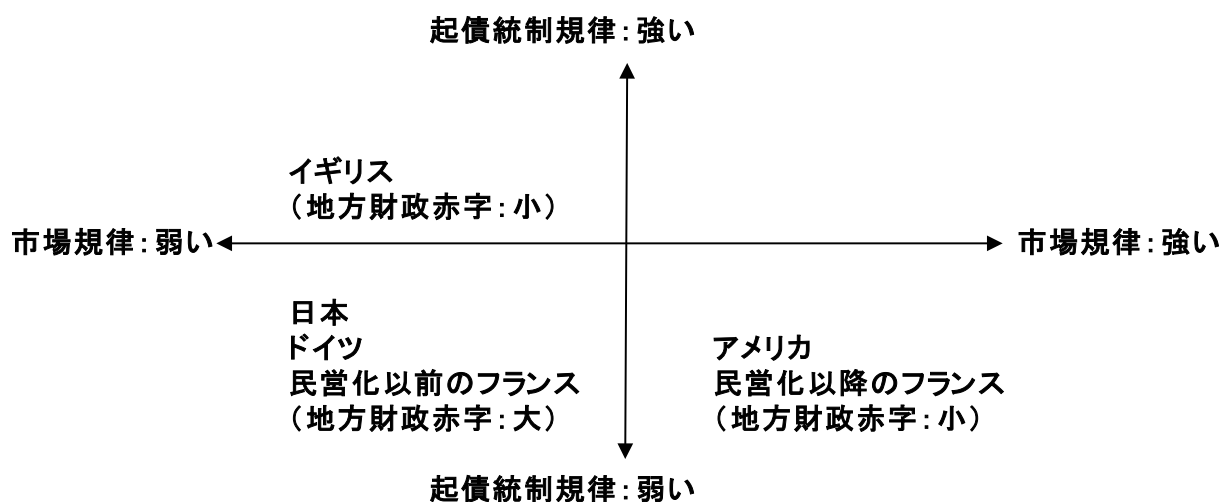 起債統制規律：強い
イギリス
（地方財政赤字：小）
市場規律：弱い
市場規律：強い
日本
ドイツ
民営化以前のフランス
（地方財政赤字：大）
アメリカ
民営化以降のフランス
（地方財政赤字：小）
起債統制規律：弱い